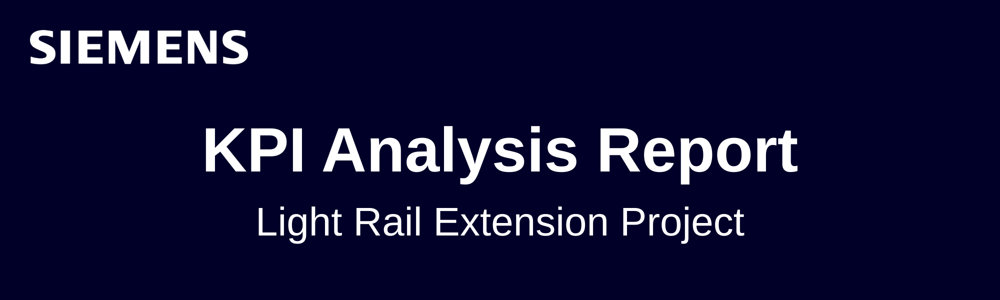 SIEMENS
KPI Analysis Report
Light Rail Extension Project